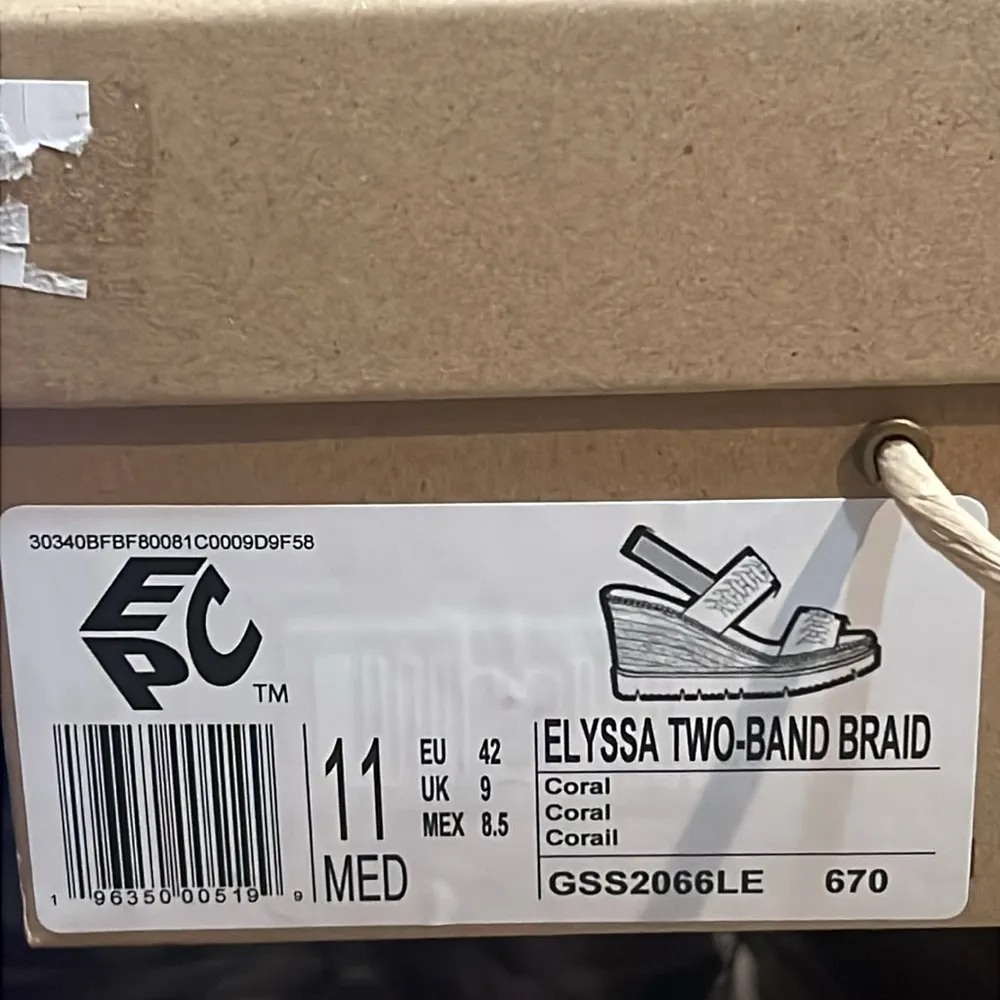 30340BFBF80081C0009D9F58
EPC™
1 96350 00519 9
11
MED
EU 42
UK 9
MEX 8.5
ELYSSA TWO-BAND BRAID
Coral
Coral
Corail
GSS2066LE 670